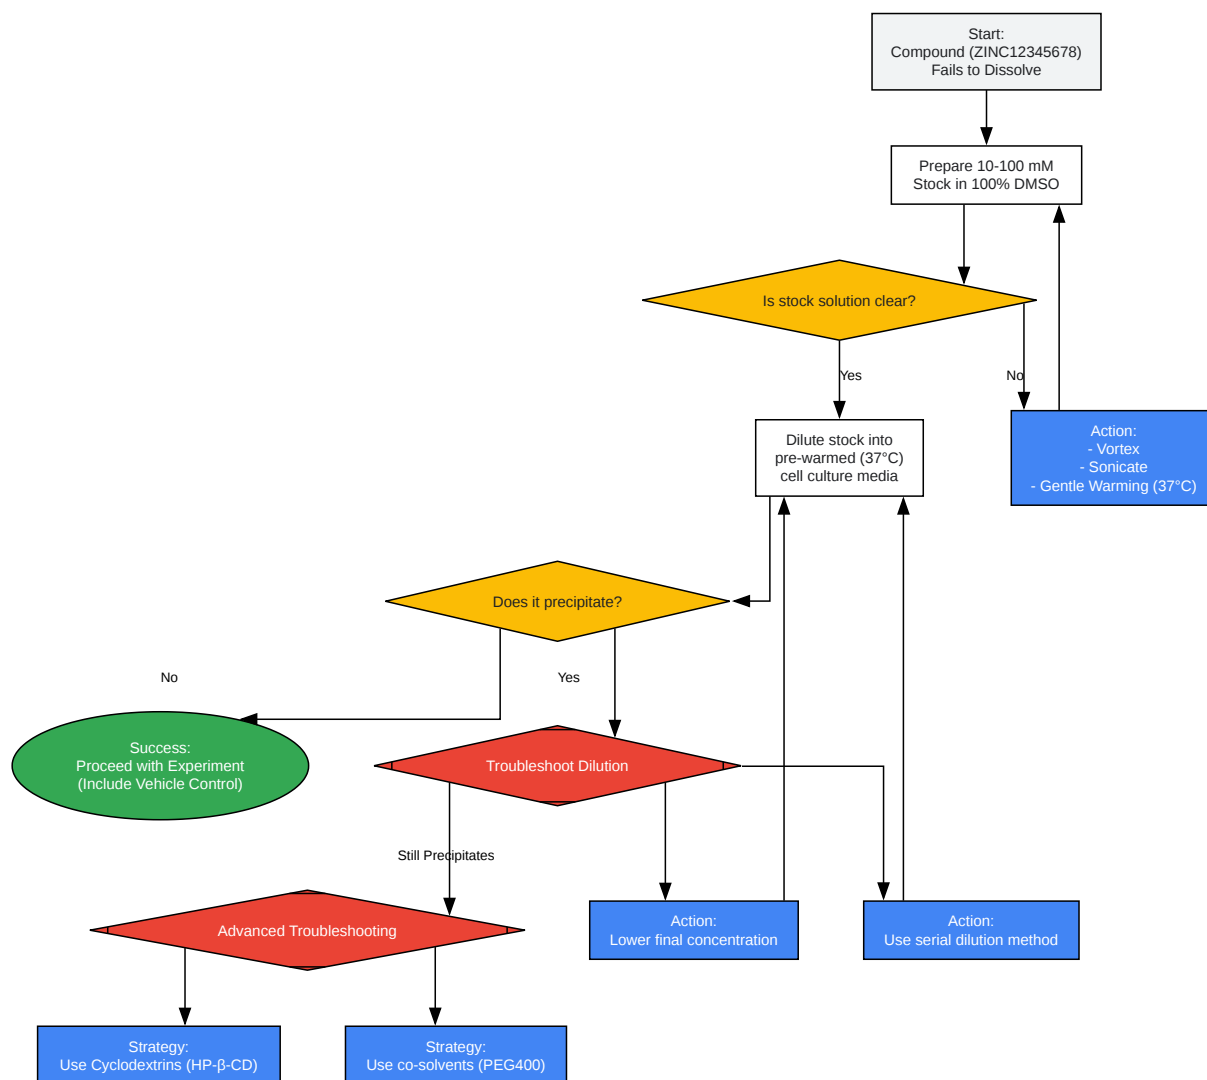 Start:
Compound (ZINC12345678)
Fails to Dissolve
Prepare 10-100 mM
Stock in 100% DMSO
Is stock solution clear?
Yes
No
Dilute stock into
pre-warmed (37°C)
cell culture media
Action:
- Vortex
- Sonicate
- Gentle Warming (37°C)
Does it precipitate?
No
Yes
Success:
Proceed with Experiment
(Include Vehicle Control)
Troubleshoot Dilution
Still Precipitates
Advanced Troubleshooting
Action:
Lower final concentration
Action:
Use serial dilution method
Strategy:
Use Cyclodextrins (HP-β-CD)
Strategy:
Use co-solvents (PEG400)